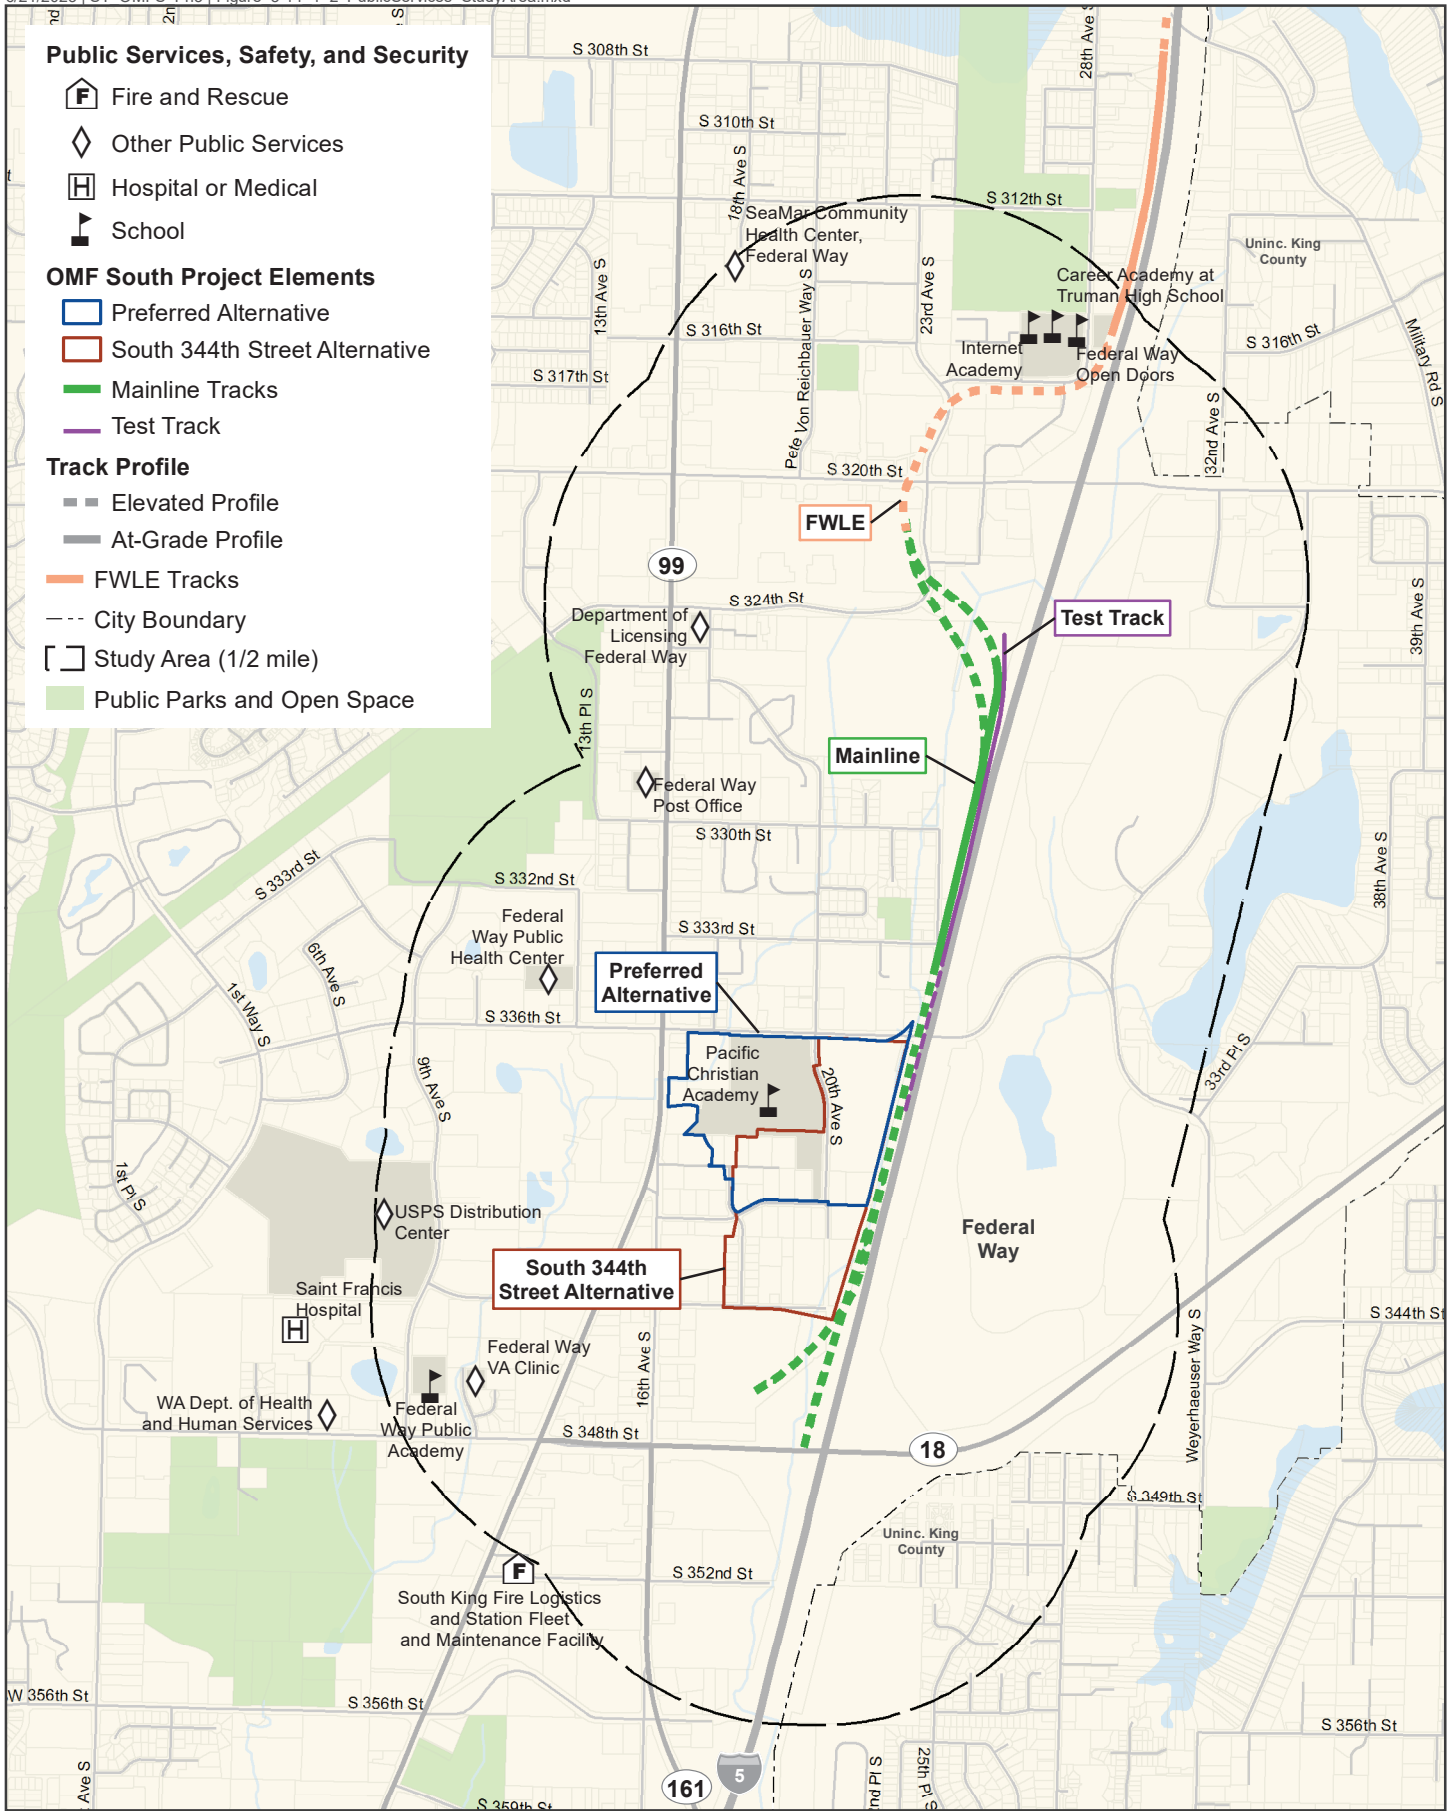 Public Services, Safety, and Security
F Fire and Rescue
Other Public Services
H Hospital or Medical
School
OMF South Project Elements
Preferred Alternative
South 344th Street Alternative
Mainline Tracks
Test Track
Track Profile
Elevated Profile
At-Grade Profile
FWLE Tracks
City Boundary
Study Area (1/2 mile)
Public Parks and Open Space
S 308th St
28th Ave S
S 310th St
18th Ave S
S 312th St
SeaMar Community
Health Center,
Federal Way
Uninc. King
County
13th Ave S
Pete Von Reichbauer Way S
23rd Ave S
Career Academy at
Truman High School
S 316th St
S 316th St
Military Rd S
Internet
Academy
Federal Way
Open Doors
S 317th St
32nd Ave S
S 320th St
FWLE
99
S 324th St
39th Ave S
Department of
Licensing
Federal Way
Test Track
13th Pl S
Mainline
Federal Way
Post Office
S 330th St
38th Ave S
S 333rd St
S 332nd St
Federal
Way Public
Health Center
S 333rd St
6th Ave S
1st Way S
Preferred
Alternative
S 336th St
Pacific
Christian
Academy
20th Ave S
9th Ave S
33rd Pl S
1st Pl S
USPS Distribution
Center
Federal
Way
South 344th
Street Alternative
Saint Francis
Hospital
H
S 344th St
16th Ave S
Weyerhaeuser Way S
Federal Way
VA Clinic
WA Dept. of Health
and Human Services
Federal
Way Public
Academy
S 348th St
18
S 349th St
Uninc. King
County
F
S 352nd St
South King Fire Logistics
and Station Fleet
and Maintenance Facility
W 356th St
S 356th St
S 356th St
Ave S
161
5
nd Pl S
25th Pl S
S 359th St